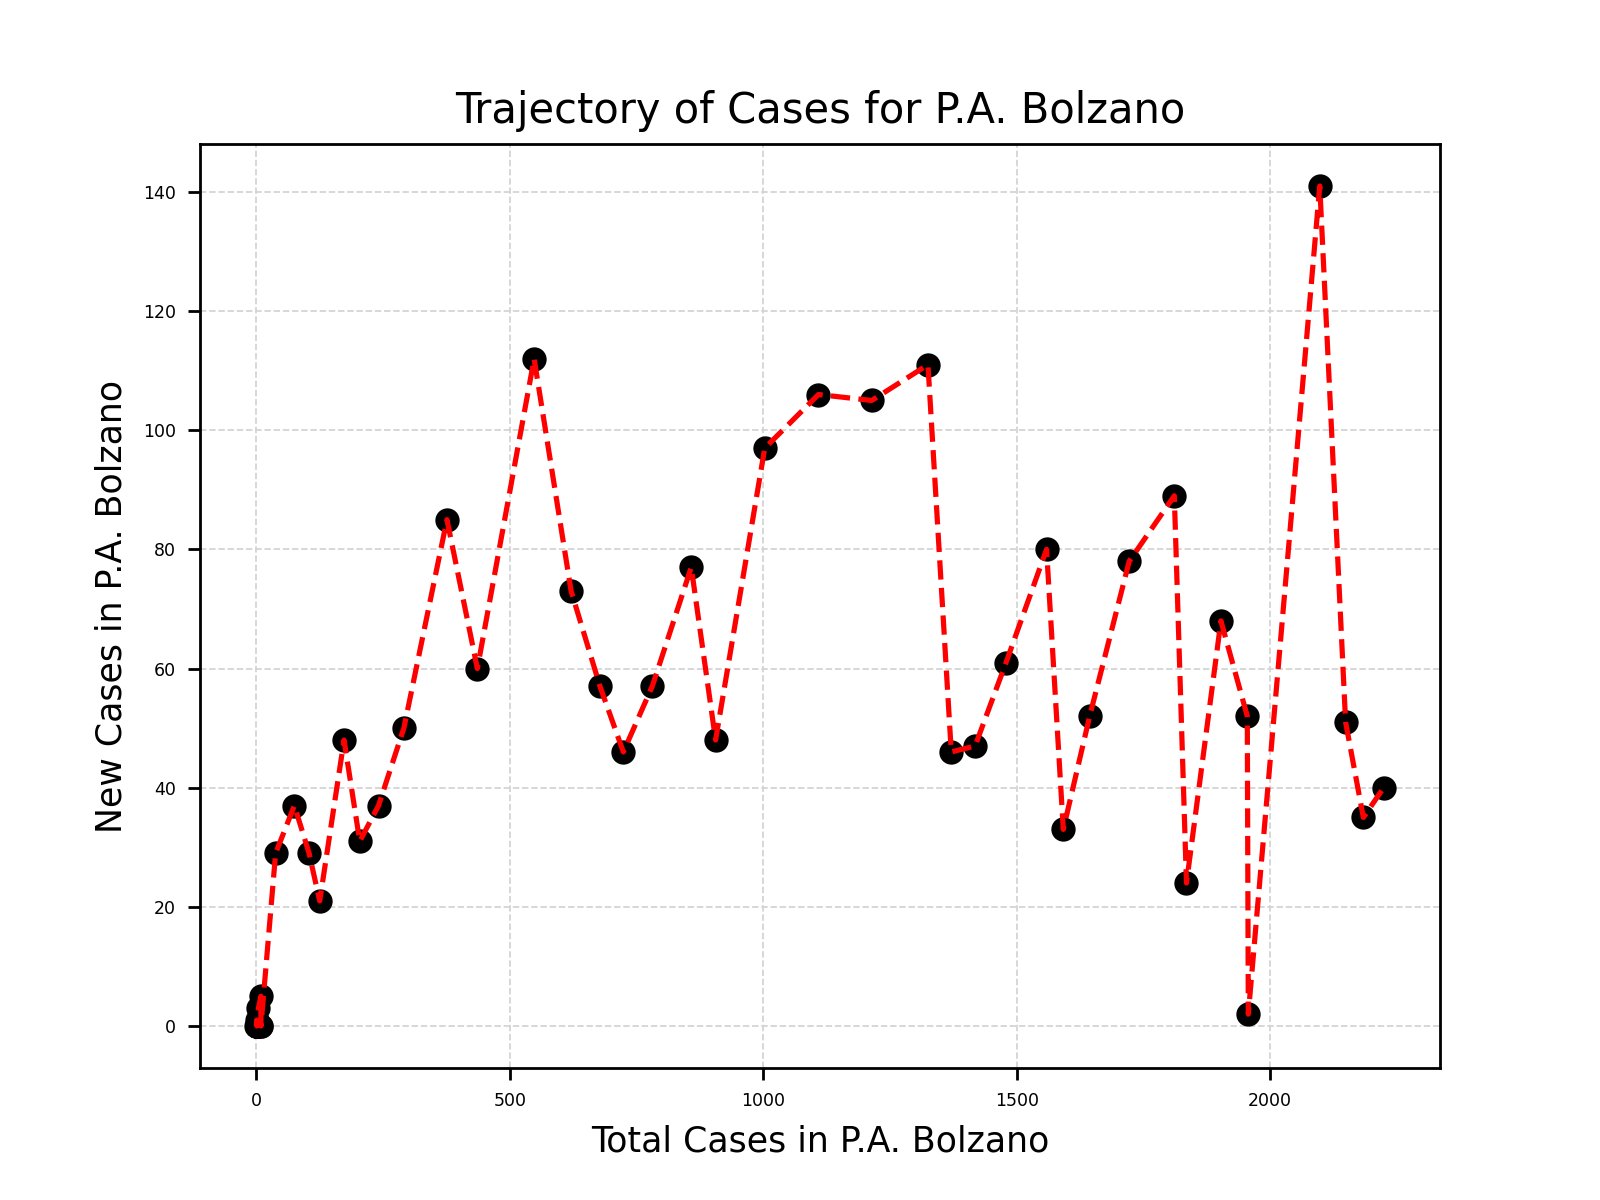 Trajectory of Cases for P.A. Bolzano
New Cases in P.A. Bolzano
140
120
100
80
60
40
20
0
0 500 1000 1500 2000
Total Cases in P.A. Bolzano